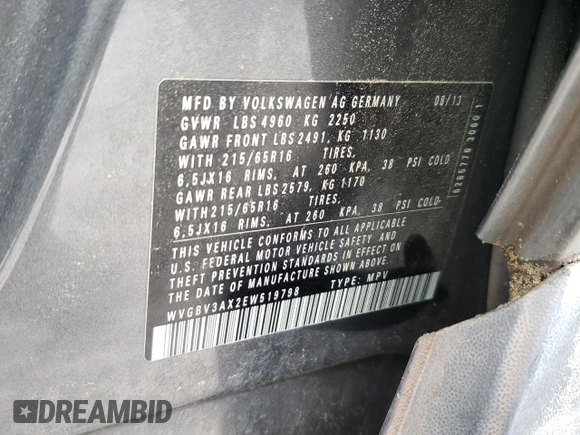 MFD BY VOLKSWAGEN AG GERMANY 08/13
GVWR LBS 4960 KG 2250
GAWR FRONT LBS 2491, KG 1130
WITH 215/65R16 TIRES,
6,5JX16 RIMS, AT 260 KPA, 38 PSI COLD
GAWR REAR LBS 2579, KG 1170
WITH 215/65R16 TIRES,
6,5JX16 RIMS, AT 260 KPA, 38 PSI COLD
THIS VEHICLE CONFORMS TO ALL APPLICABLE
U.S. FEDERAL MOTOR VEHICLE SAFETY AND
THEFT PREVENTION STANDARDS IN EFFECT ON
THE DATE OF MANUFACTURE SHOWN ABOVE.
WVGBV3AX2EW519798 TYPE: MPV
DREAMBID